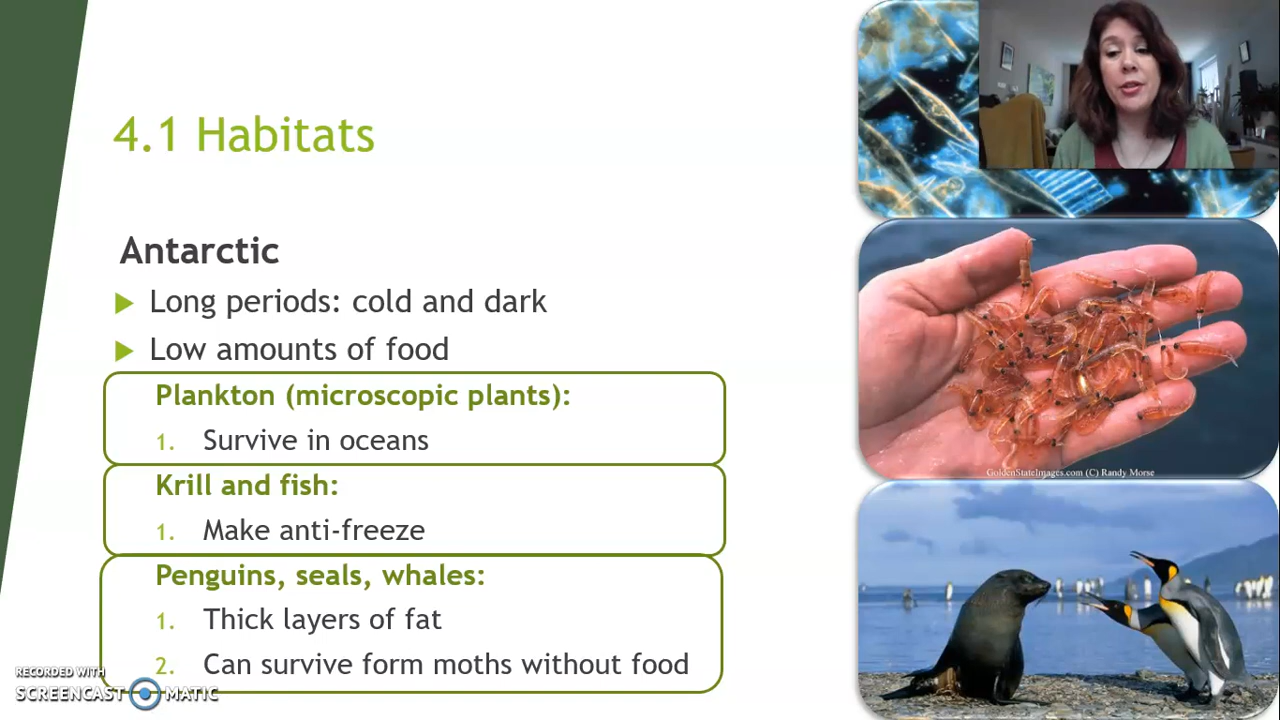 4.1 Habitats
Antarctic
Long periods: cold and dark
Low amounts of food
Plankton (microscopic plants):
1. Survive in oceans
Krill and fish:
1. Make anti-freeze
Penguins, seals, whales:
1. Thick layers of fat
2. Can survive form moths without food
GoldenStateImages.com (C) Randy Morse
RECORDED WITH
SCREENCAST MATIC